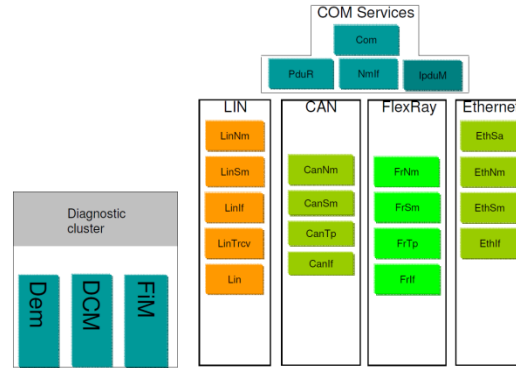 COM Services
Com
PduR
NmIf
IpduM
LIN
CAN
FlexRay
Ethernet
LinNm
LinSm
LinIf
LinTrcv
Lin
CanNm
CanSm
CanTp
CanIf
FrNm
FrSm
FrTp
FrIf
EthSa
EthNm
EthSm
EthIf
Diagnostic
cluster
Dem
DCM
FiM